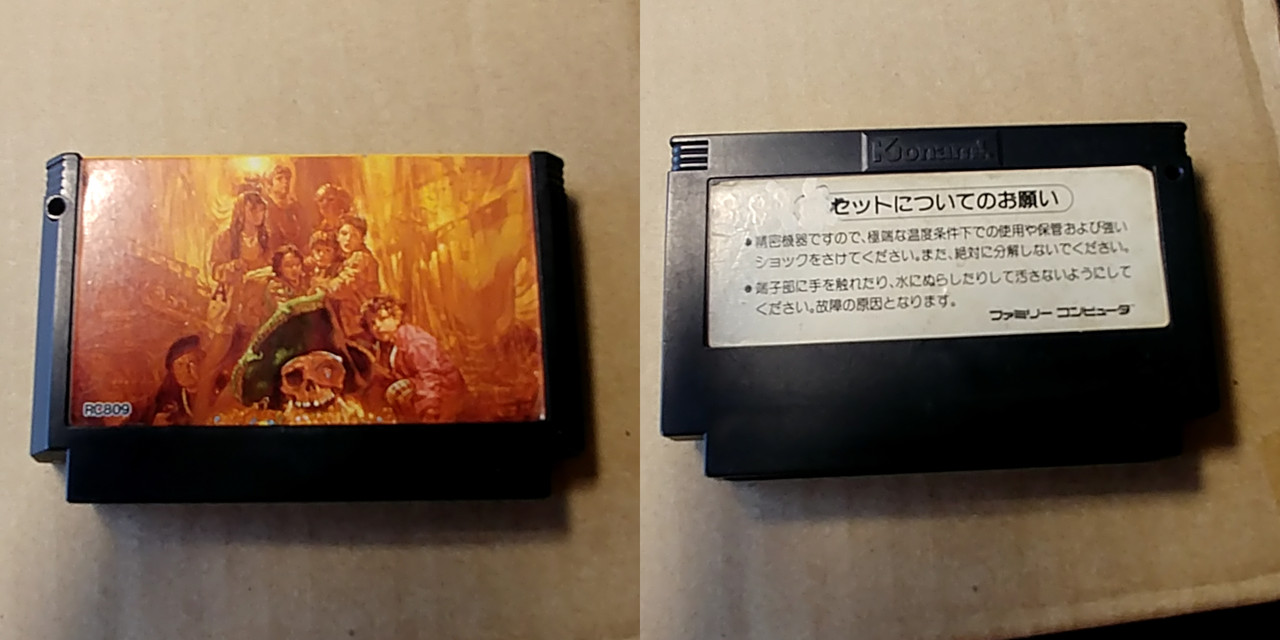 RC809
Konami
セットについてのお願い
●精密機器ですので、極端な温度条件下での使用や保管および強い
ショックをさけてください。また、絶対に分解しないでください。
●端子部に手を触れたり、水にぬらしたりして汚さないようにして
ください。故障の原因となります。
ファミリー コンピュータ